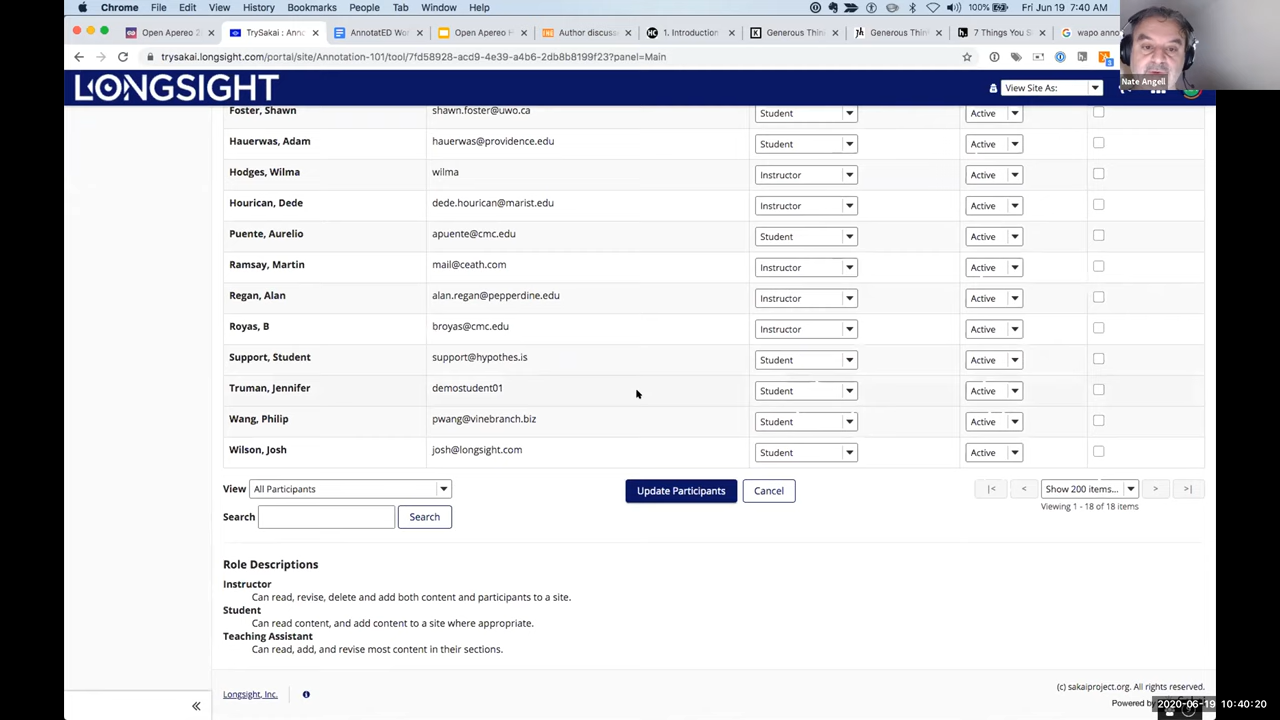 Chrome File Edit View History Bookmarks People Tab Window Help 100% Fri Jun 19 7:40 AM
Open Apereo 2 TrySakai : Anno AnnotatED Wo Open Apereo H Author discuss 1. Introduction Generous Thin Generous Thin 7 Things You S wapo anno
trysakai.longsight.com/portal/site/Annotation-101/tool/7fd58928-acd9-4e39-a4b6-2db8b8199f23?panel=Main
Nate Angell
LONGSIGHT View Site As:
Foster, Shawn shawn.foster@uwo.ca Student Active
Hauerwas, Adam hauerwas@providence.edu Student Active
Hodges, Wilma wilma Instructor Active
Hourican, Dede dede.hourican@marist.edu Instructor Active
Puente, Aurelio apuente@cmc.edu Student Active
Ramsay, Martin mail@ceath.com Instructor Active
Regan, Alan alan.regan@pepperdine.edu Instructor Active
Royas, B broyas@cmc.edu Instructor Active
Support, Student support@hypothes.is Student Active
Truman, Jennifer demostudent01 Student Active
Wang, Philip pwang@vinebranch.biz Student Active
Wilson, Josh josh@longsight.com Student Active
View All Participants Update Participants Cancel |< < Show 200 items... > >|
Viewing 1 - 18 of 18 items
Search Search
Role Descriptions
Instructor
Can read, revise, delete and add both content and participants to a site.
Student
Can read content, and add content to a site where appropriate.
Teaching Assistant
Can read, add, and revise most content in their sections.
Longsight, Inc.
(c) sakaiproject.org. All rights reserved.
Powered by
2020-06-19 10:40:20